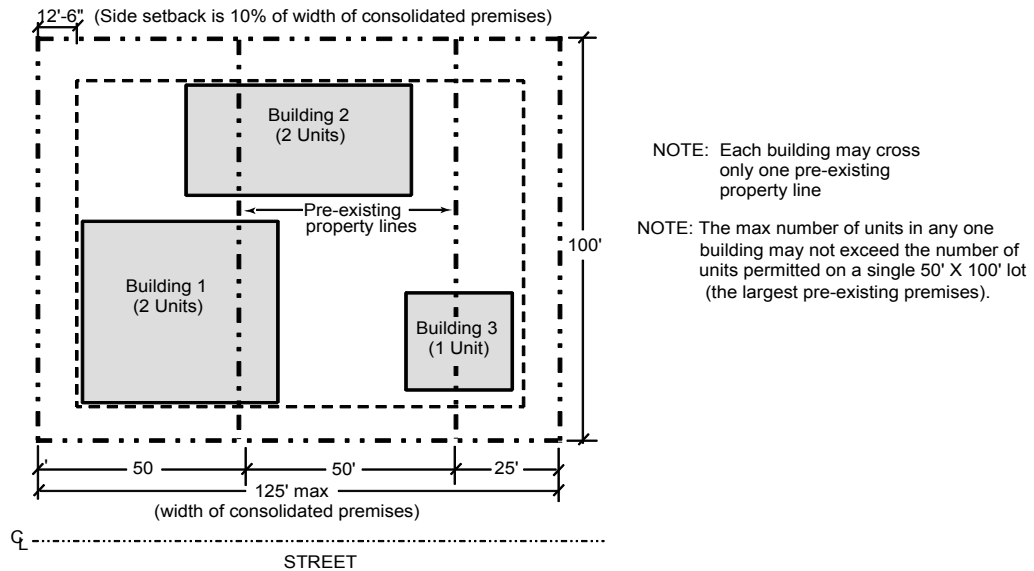 12'-6" (Side setback is 10% of width of consolidated premises)
Building 2
(2 Units)
NOTE: Each building may cross
only one pre-existing
property line
Pre-existing
property lines
NOTE: The max number of units in any one
building may not exceed the number of
units permitted on a single 50' X 100' lot
(the largest pre-existing premises).
100'
Building 1
(2 Units)
Building 3
(1 Unit)
' 50 50' 25'
125' max
(width of consolidated premises)
℄
STREET